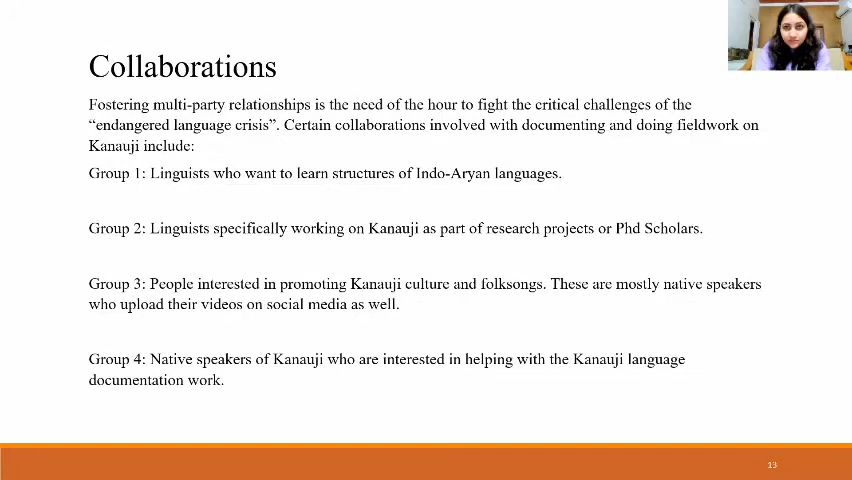 Collaborations
Fostering multi-party relationships is the need of the hour to fight the critical challenges of the
“endangered language crisis”. Certain collaborations involved with documenting and doing fieldwork on
Kanauji include:
Group 1: Linguists who want to learn structures of Indo-Aryan languages.
Group 2: Linguists specifically working on Kanauji as part of research projects or Phd Scholars.
Group 3: People interested in promoting Kanauji culture and folksongs. These are mostly native speakers
who upload their videos on social media as well.
Group 4: Native speakers of Kanauji who are interested in helping with the Kanauji language
documentation work.
13